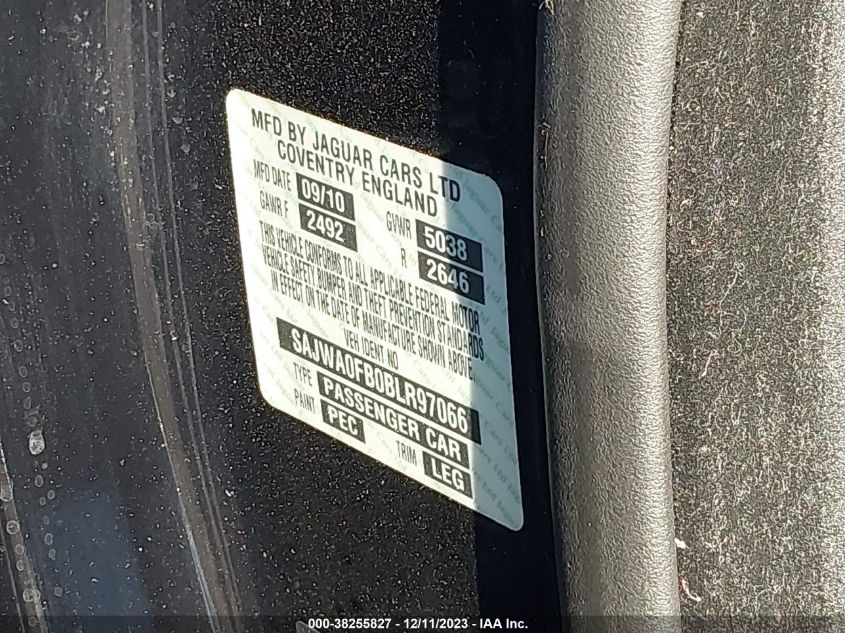 MFD BY JAGUAR CARS LTD
COVENTRY ENGLAND
MFD DATE 09/10 GVWR 5038
GAWR F 2492 R 2646
THIS VEHICLE CONFORMS TO ALL APPLICABLE FEDERAL MOTOR
VEHICLE SAFETY BUMPER AND THEFT PREVENTION STANDARDS
IN EFFECT ON THE DATE OF MANUFACTURE SHOWN ABOVE.
VEH IDENT NO
SAJWA0FB0BLR97066
TYPE PASSENGER CAR
PAINT PEC TRIM LEG
000-38255827 - 12/11/2023 - IAA Inc.